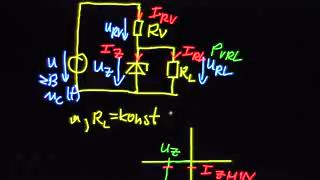 I_RV
u_RV
R_V
I_Z
I_RL
P_VRL
u
u_Z
R_L
u_RL
u_C(t)
u, R_L = konst
u_Z
I_ZMIN